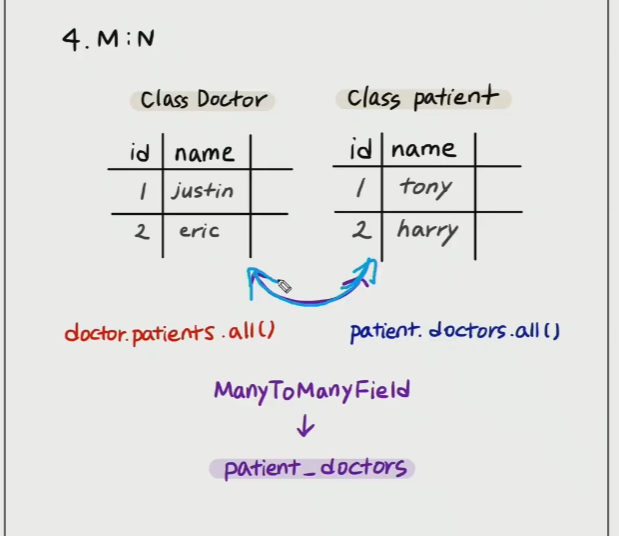 4. M:N
Class Doctor
Class patient
id name
1 justin
2 eric
id name
1 tony
2 harry
doctor.patients.all()
patient.doctors.all()
ManyToManyField
patient_doctors